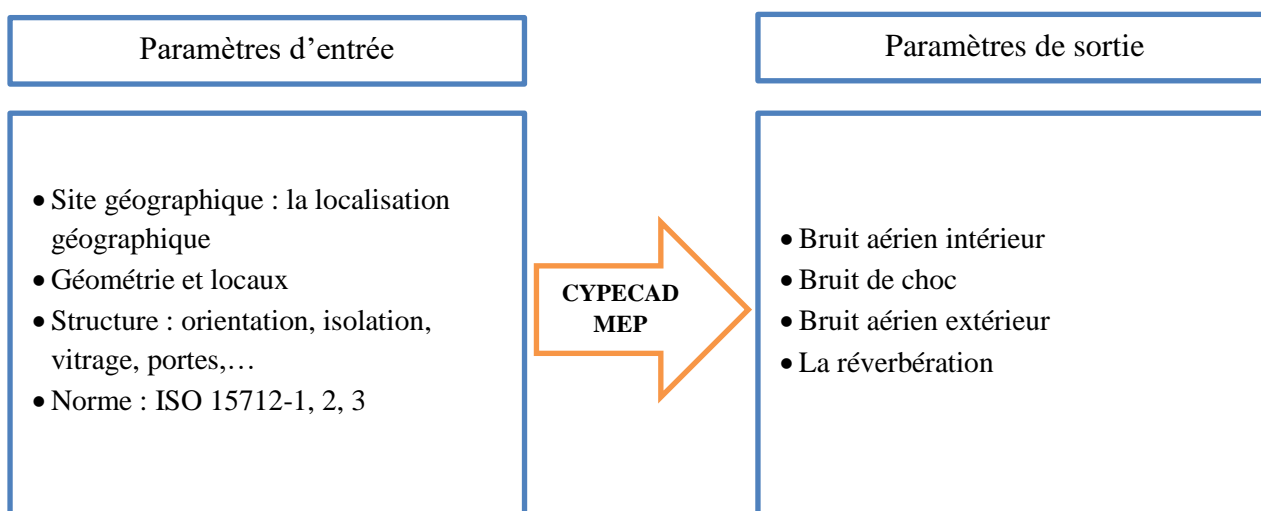 Paramètres d’entrée
Paramètres de sortie
• Site géographique : la localisation
géographique
• Géométrie et locaux
• Structure : orientation, isolation,
vitrage, portes,…
• Norme : ISO 15712-1, 2, 3
CYPECAD
MEP
• Bruit aérien intérieur
• Bruit de choc
• Bruit aérien extérieur
• La réverbération